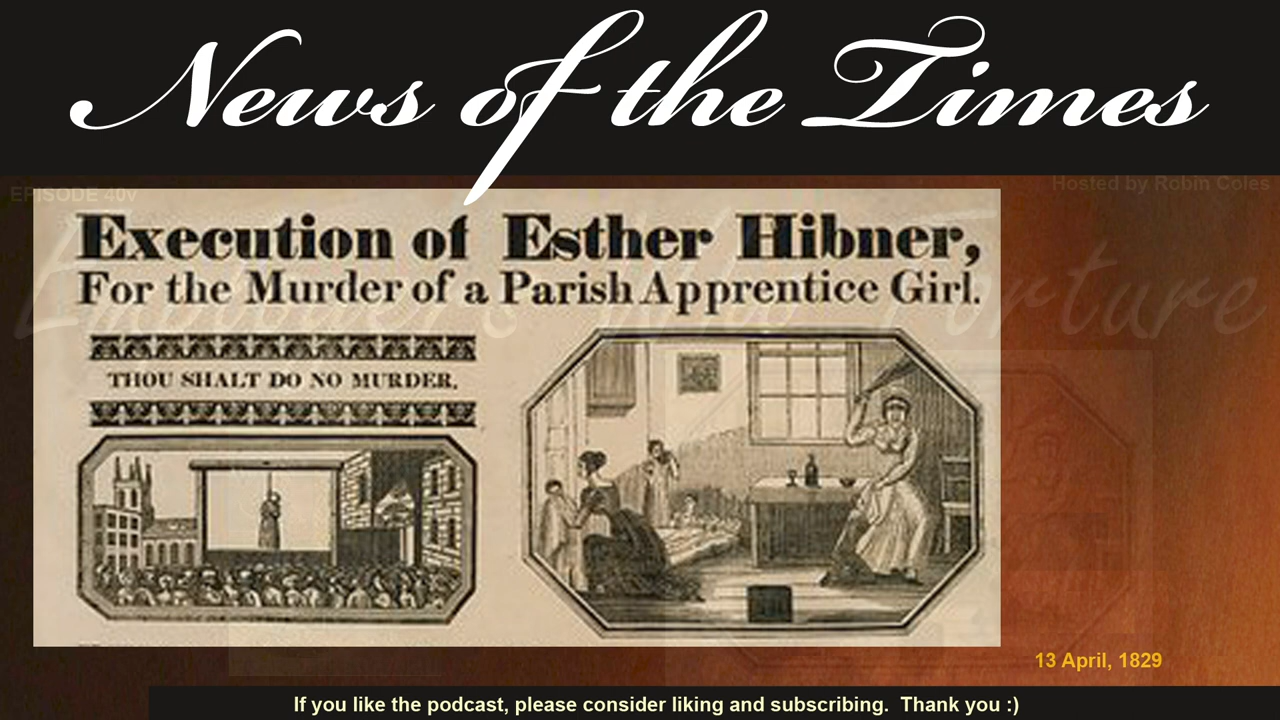 News of the Times
EPISODE 40v
Hosted by Robin Coles
Execution of Esther Hibner,
For the Murder of a Parish Apprentice Girl.
THOU SHALT DO NO MURDER.
13 April, 1829
If you like the podcast, please consider liking and subscribing. Thank you :)